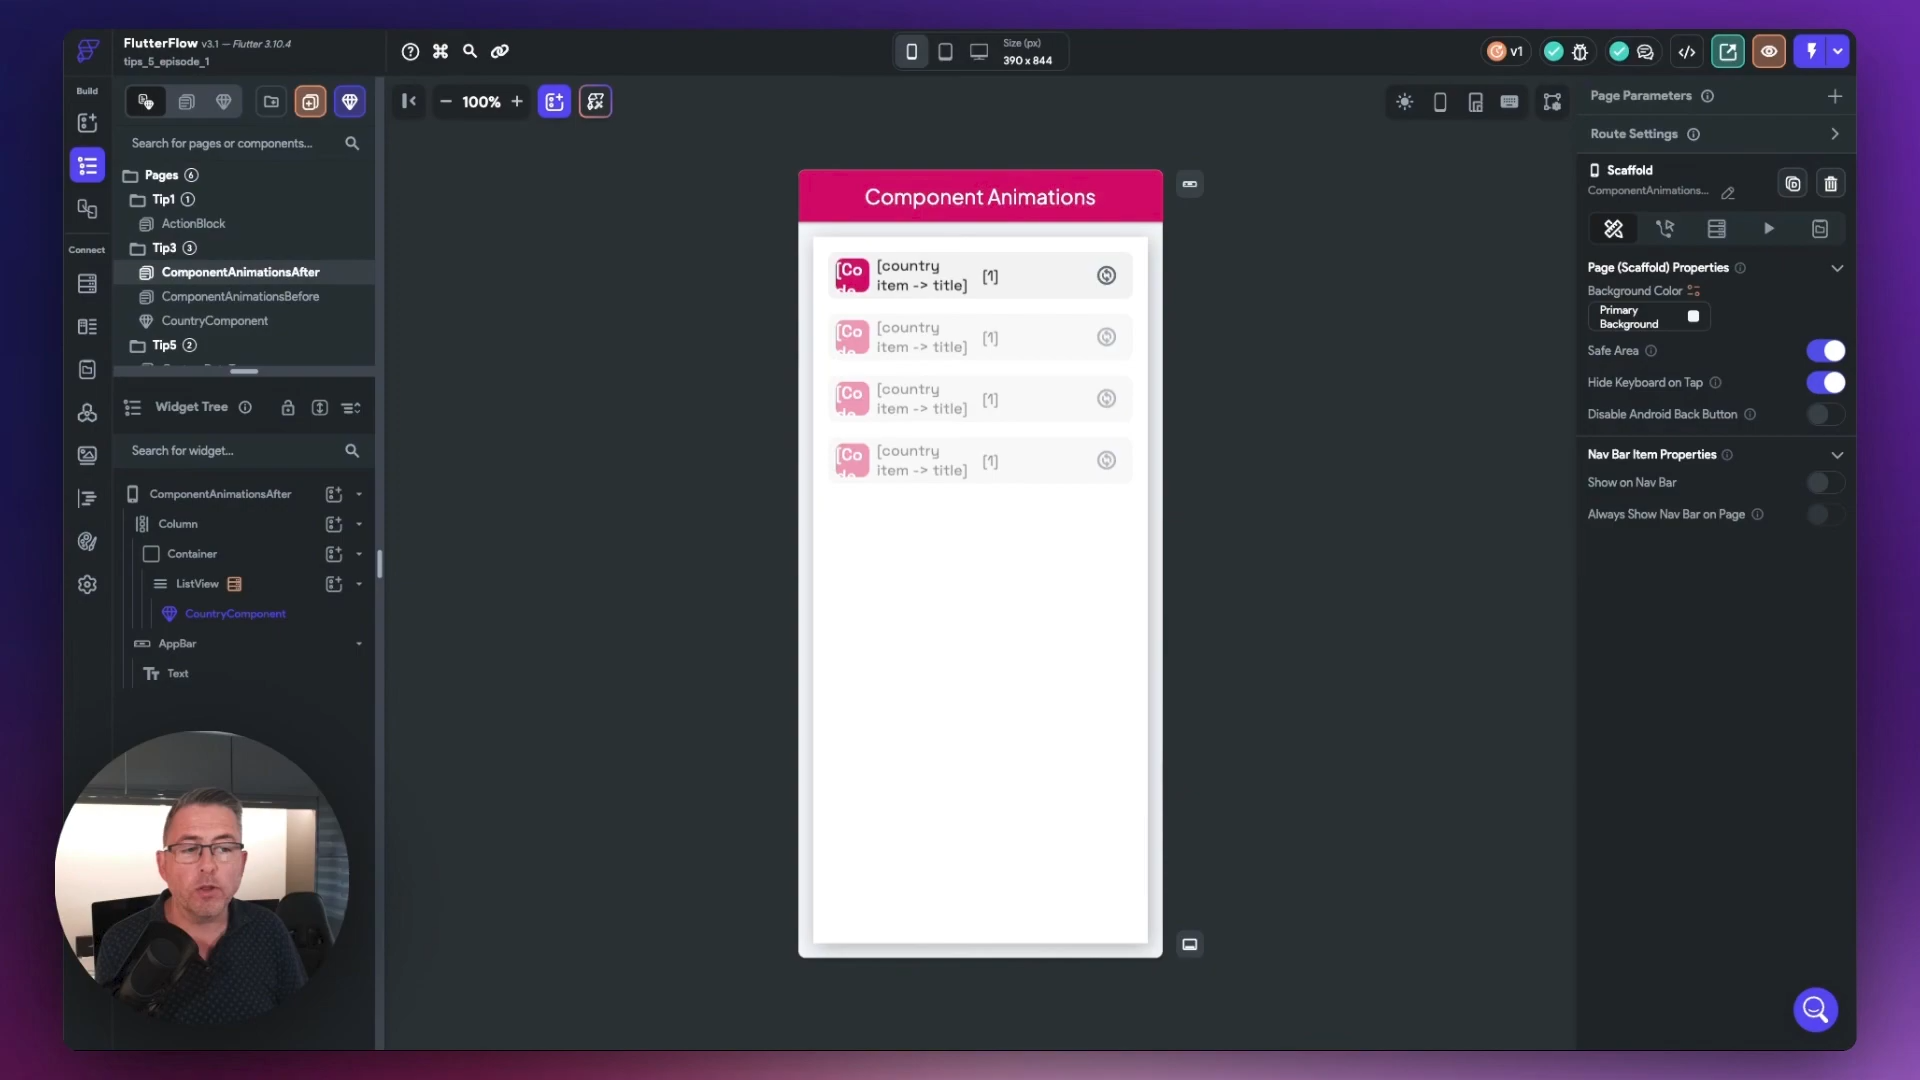 FlutterFlow v3.1 — Flutter 3.10.4
tips_5_episode_1
Size (px)
390 x 844
v1
Build
100%
Page Parameters
Search for pages or components...
Route Settings
Pages 6
Tip1 1
ActionBlock
Connect
Tip3 3
ComponentAnimationsAfter
ComponentAnimationsBefore
CountryComponent
Tip5 2
Widget Tree
Search for widget...
ComponentAnimationsAfter
Column
Container
ListView
CountryComponent
AppBar
Text
Component Animations
[Co
[country
item -> title]
[1]
[Co
[country
item -> title]
[1]
[Co
[country
item -> title]
[1]
[Co
[country
item -> title]
[1]
Scaffold
ComponentAnimations...
Page (Scaffold) Properties
Background Color
Primary
Background
Safe Area
Hide Keyboard on Tap
Disable Android Back Button
Nav Bar Item Properties
Show on Nav Bar
Always Show Nav Bar on Page